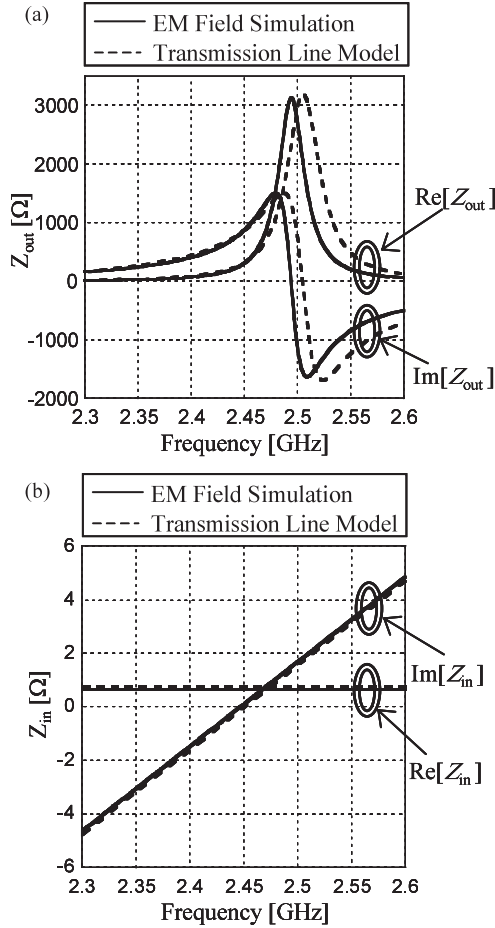 (a)
EM Field Simulation
Transmission Line Model
3000
2000
1000
0
-1000
-2000
Z_out [Ω]
Re[Z_out]
Im[Z_out]
2.3 2.35 2.4 2.45 2.5 2.55 2.6
Frequency [GHz]
(b)
EM Field Simulation
Transmission Line Model
6
4
2
0
-2
-4
-6
Z_in [Ω]
Im[Z_in]
Re[Z_in]
2.3 2.35 2.4 2.45 2.5 2.55 2.6
Frequency [GHz]